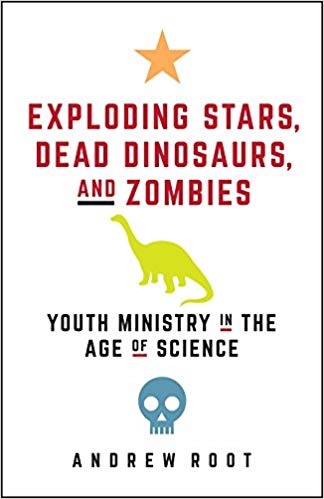 EXPLODING STARS,
DEAD DINOSAURS,
AND ZOMBIES
YOUTH MINISTRY IN THE
AGE OF SCIENCE
ANDREW ROOT